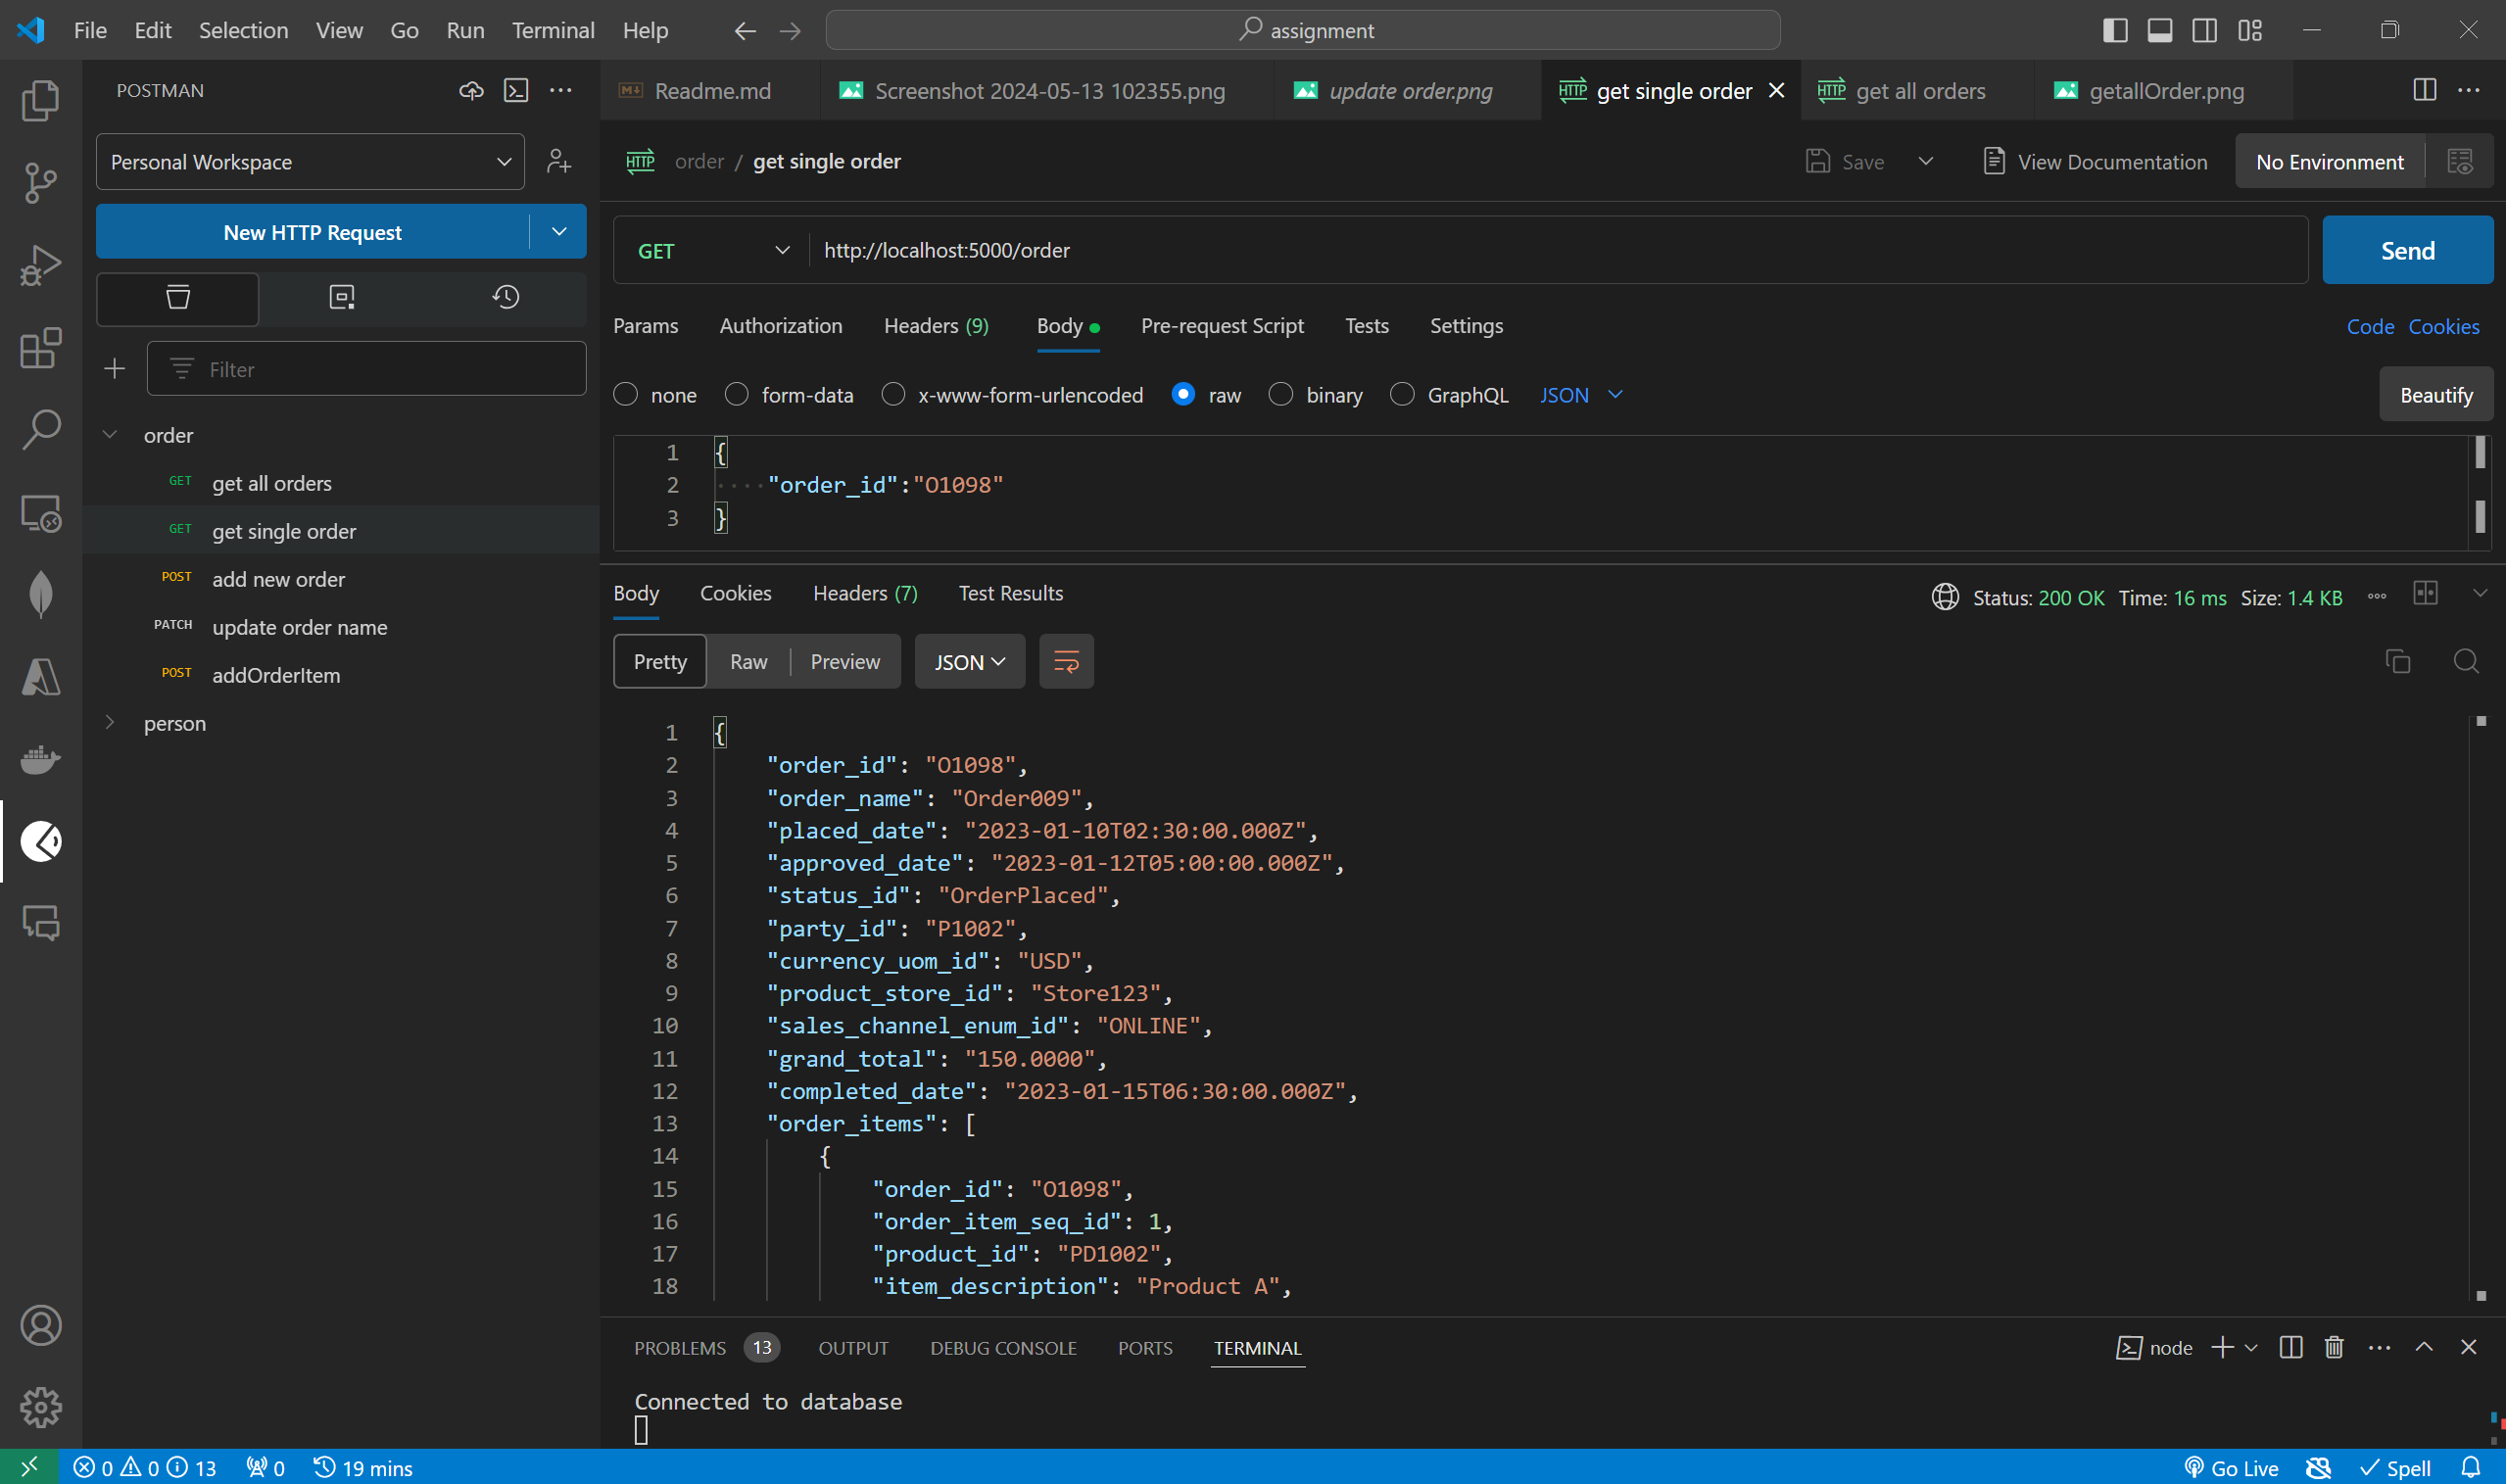 File Edit Selection View Go Run Terminal Help
assignment
POSTMAN
Readme.md
Screenshot 2024-05-13 102355.png
update order.png
HTTP get single order
HTTP get all orders
getallOrder.png
Personal Workspace
HTTP order / get single order
Save
View Documentation
No Environment
New HTTP Request
GET http://localhost:5000/order
Send
Params Authorization Headers (9) Body Pre-request Script Tests Settings
Code Cookies
Filter
none form-data x-www-form-urlencoded raw binary GraphQL JSON
Beautify
order
GET get all orders
GET get single order
POST add new order
PATCH update order name
POST addOrderItem
person
1 {
2 "order_id":"O1098"
3 }
Body Cookies Headers (7) Test Results
Status: 200 OK Time: 16 ms Size: 1.4 KB
Pretty Raw Preview JSON
1 {
2 "order_id": "O1098",
3 "order_name": "Order009",
4 "placed_date": "2023-01-10T02:30:00.000Z",
5 "approved_date": "2023-01-12T05:00:00.000Z",
6 "status_id": "OrderPlaced",
7 "party_id": "P1002",
8 "currency_uom_id": "USD",
9 "product_store_id": "Store123",
10 "sales_channel_enum_id": "ONLINE",
11 "grand_total": "150.0000",
12 "completed_date": "2023-01-15T06:30:00.000Z",
13 "order_items": [
14 {
15 "order_id": "O1098",
16 "order_item_seq_id": 1,
17 "product_id": "PD1002",
18 "item_description": "Product A",
PROBLEMS 13 OUTPUT DEBUG CONSOLE PORTS TERMINAL
node
Connected to database
0 0 13 0 19 mins
Go Live Spell